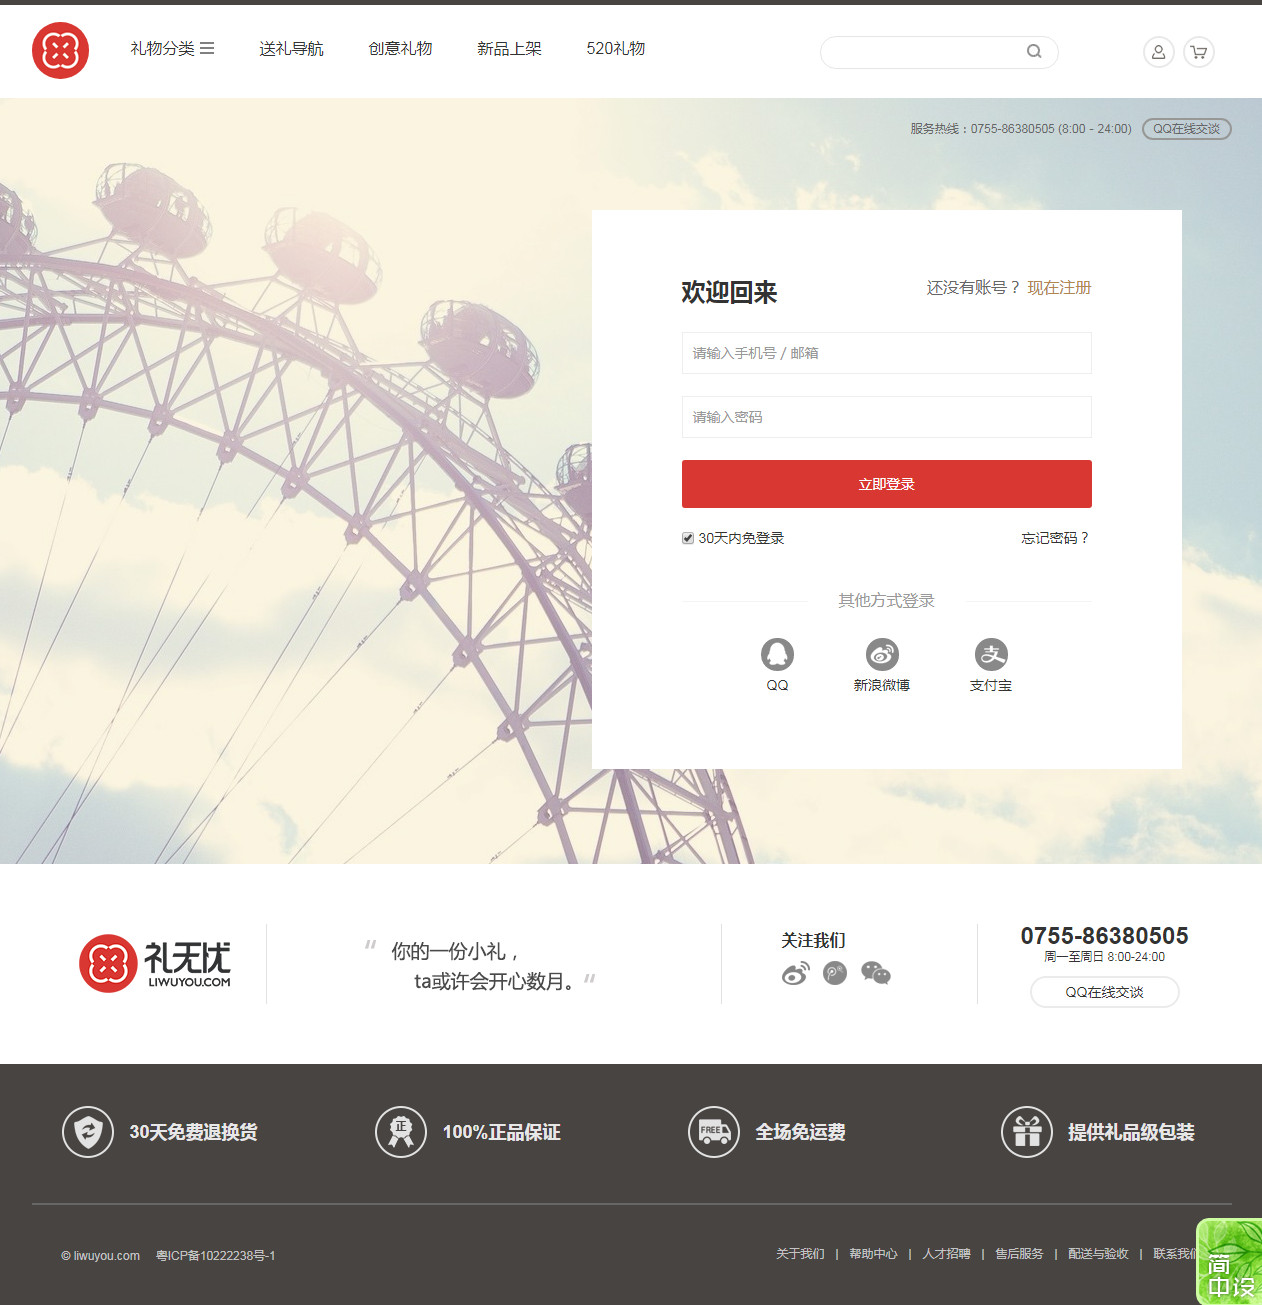 礼物分类 送礼导航 创意礼物 新品上架 520礼物
服务热线：0755-86380505 (8:00 - 24:00) QQ在线交谈
欢迎回来 还没有账号？ 现在注册
请输入手机号 / 邮箱
请输入密码
立即登录
30天内免登录 忘记密码？
其他方式登录
QQ 新浪微博 支付宝
礼无忧
LIWUYOU.COM
“ 你的一份小礼，
ta或许会开心数月。”
关注我们
0755-86380505
周一至周日 8:00-24:00
QQ在线交谈
30天免费退换货 正 100%正品保证 FREE 全场免运费 提供礼品级包装
© liwuyou.com 粤ICP备10222238号-1
关于我们 | 帮助中心 | 人才招聘 | 售后服务 | 配送与验收 | 联系我们
简
中设